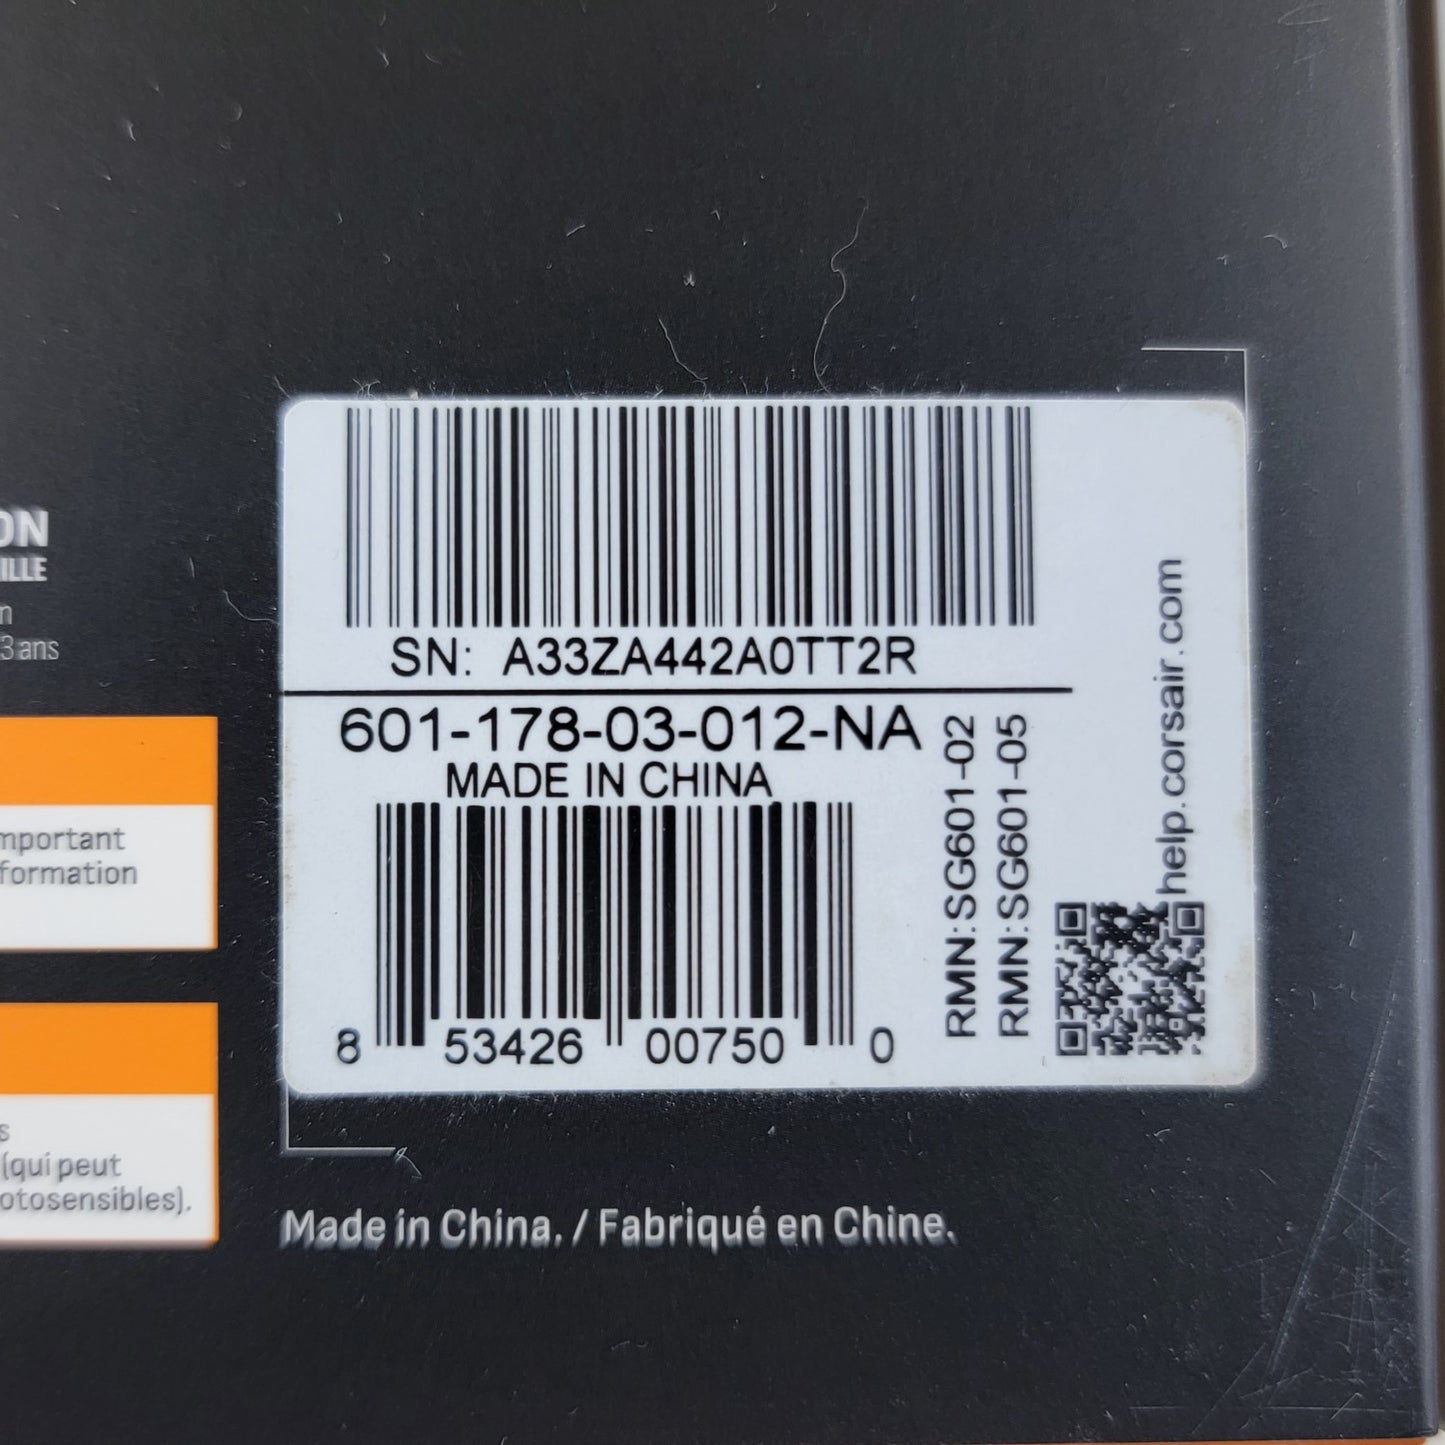 ON
ILLE
n
3 ans
mportant
formation
s
(qui peut
otosensibles).
SN: A33ZA442A0TT2R
601-178-03-012-NA
MADE IN CHINA
8 53426 00750 0
RMN:SG601-02
RMN:SG601-05
help.corsair.com
Made in China. / Fabriqué en Chine.